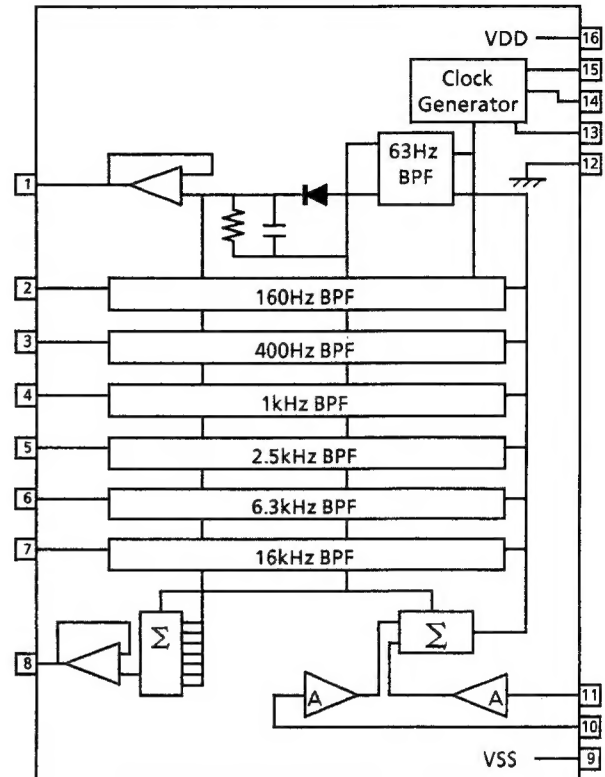 VDD
16
15
Clock
Generator
14
13
63Hz
BPF
12
1
2
160Hz BPF
3
400Hz BPF
4
1kHz BPF
5
2.5kHz BPF
6
6.3kHz BPF
7
16kHz BPF
Σ
Σ
8
A
A
11
10
VSS
9